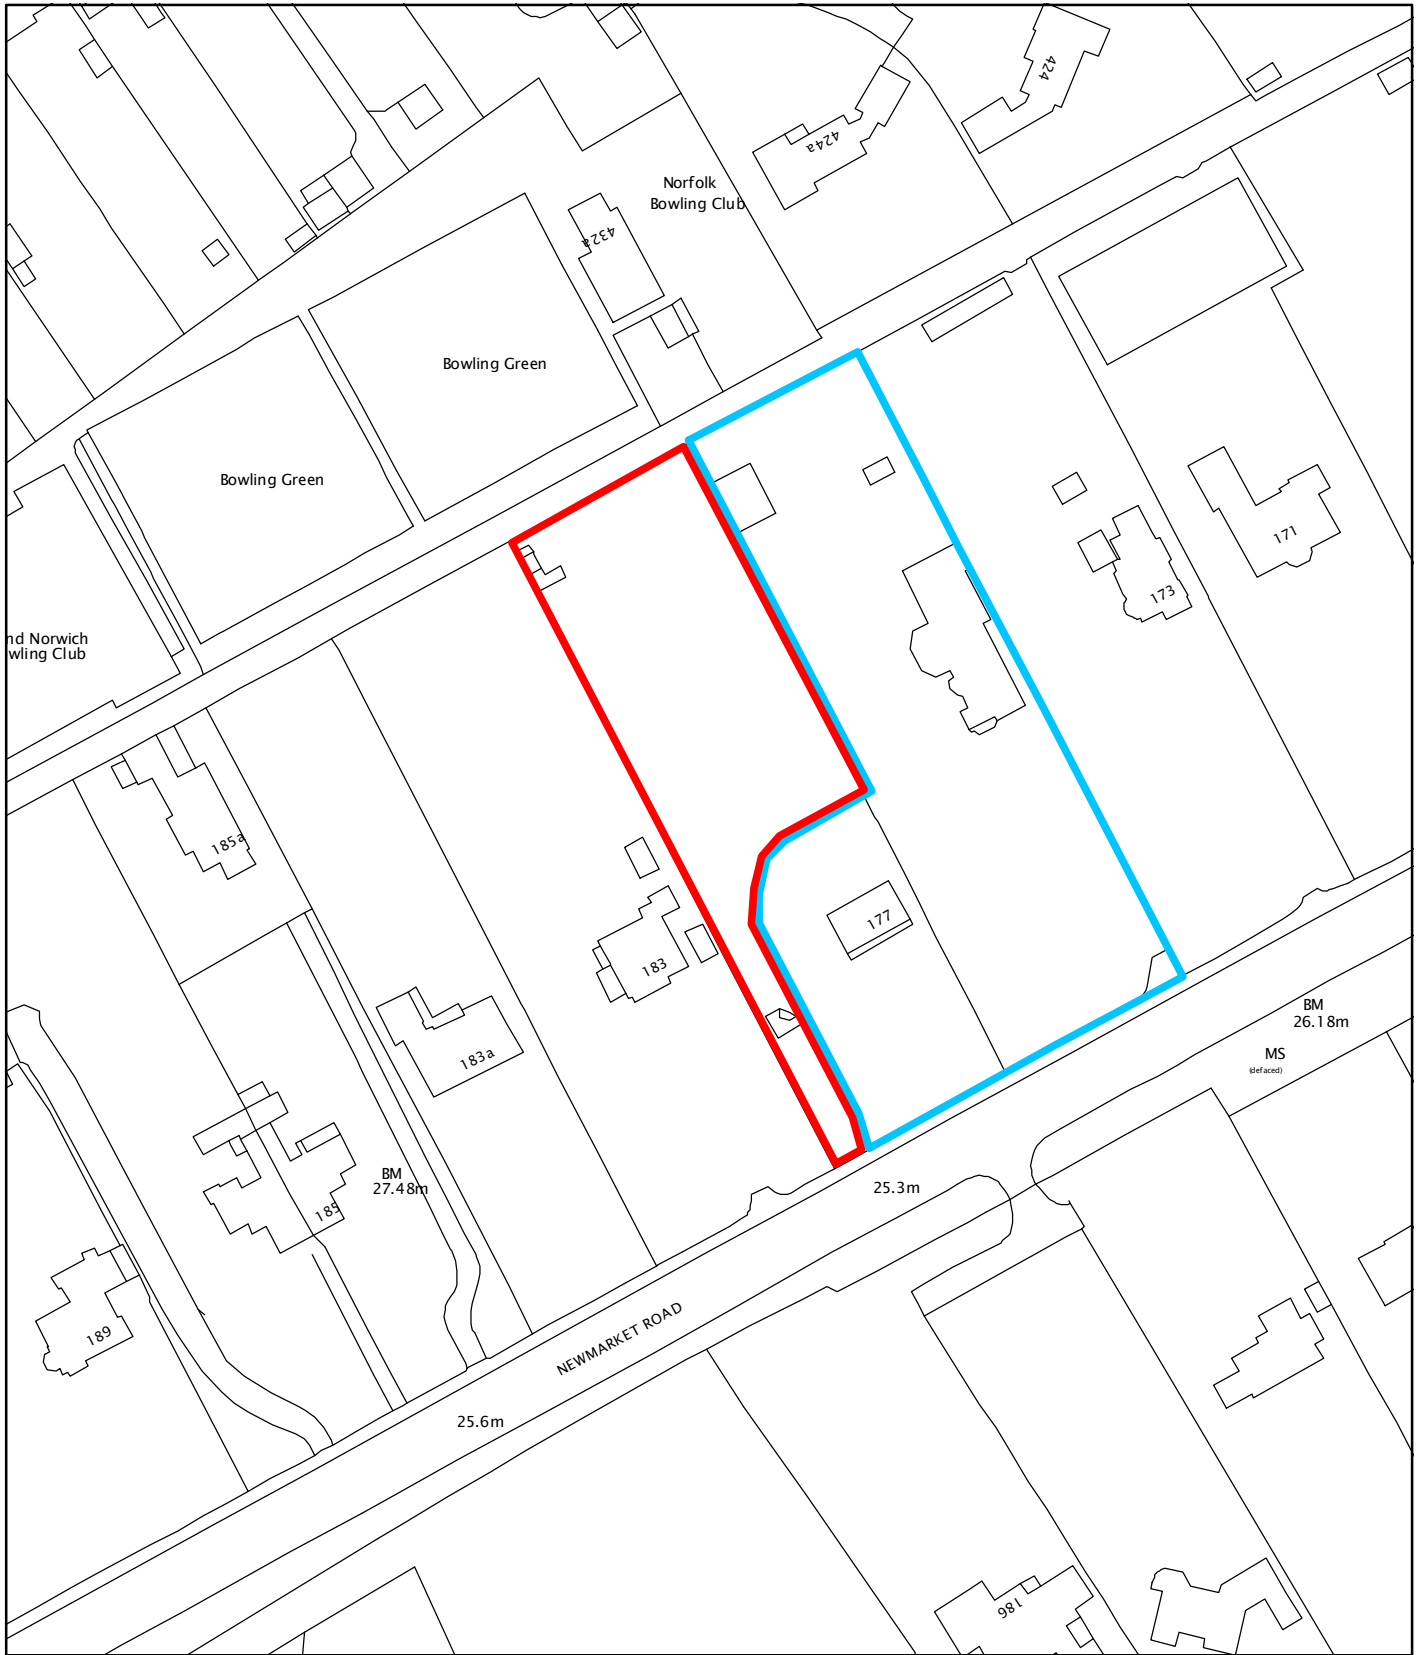 424
424a
Norfolk
Bowling Club
432a
Bowling Green
Bowling Green
171
173
nd Norwich
wling Club
185a
177
183
BM
26.18m
MS
(defaced)
183a
BM
27.48m
25.3m
185
189
NEWMARKET ROAD
25.6m
186